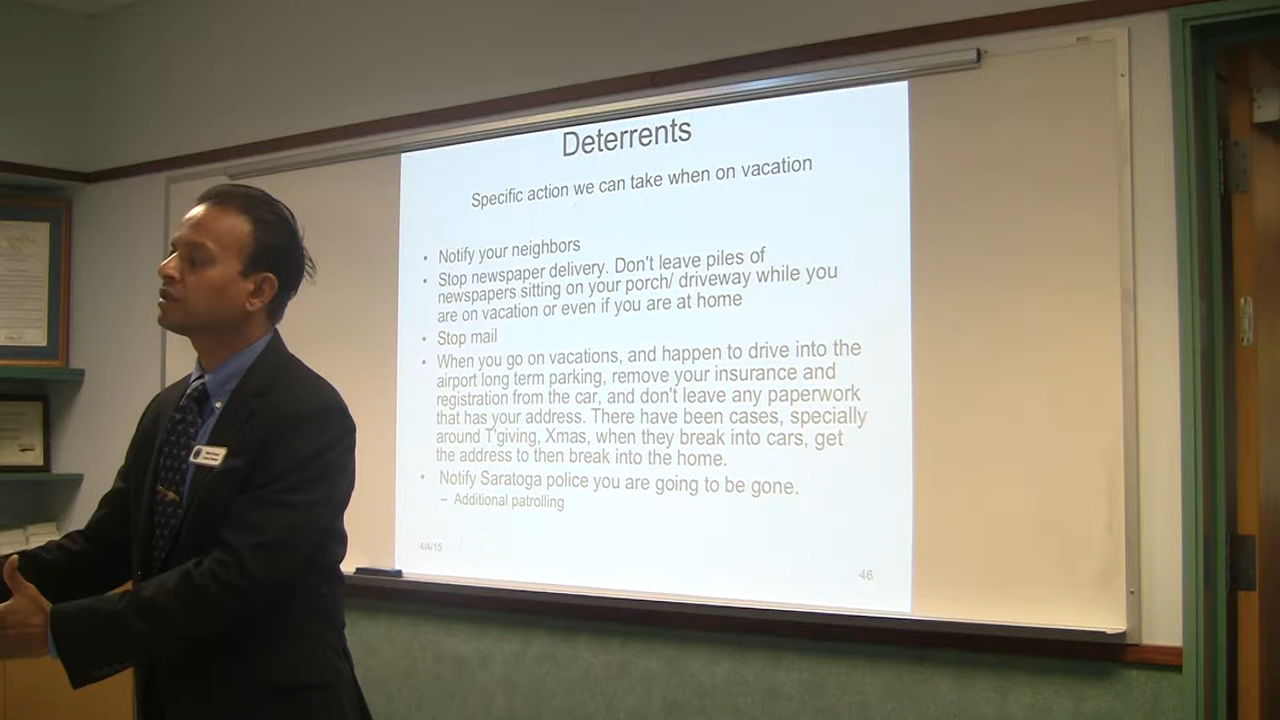 Deterrents
Specific action we can take when on vacation
• Notify your neighbors
• Stop newspaper delivery. Don't leave piles of
newspapers sitting on your porch/ driveway while you
are on vacation or even if you are at home
• Stop mail
• When you go on vacations, and happen to drive into the
airport long term parking, remove your insurance and
registration from the car, and don't leave any paperwork
that has your address. There have been cases, specially
around T'giving, Xmas, when they break into cars, get
the address to then break into the home.
• Notify Saratoga police you are going to be gone.
– Additional patrolling
4/4/15
46